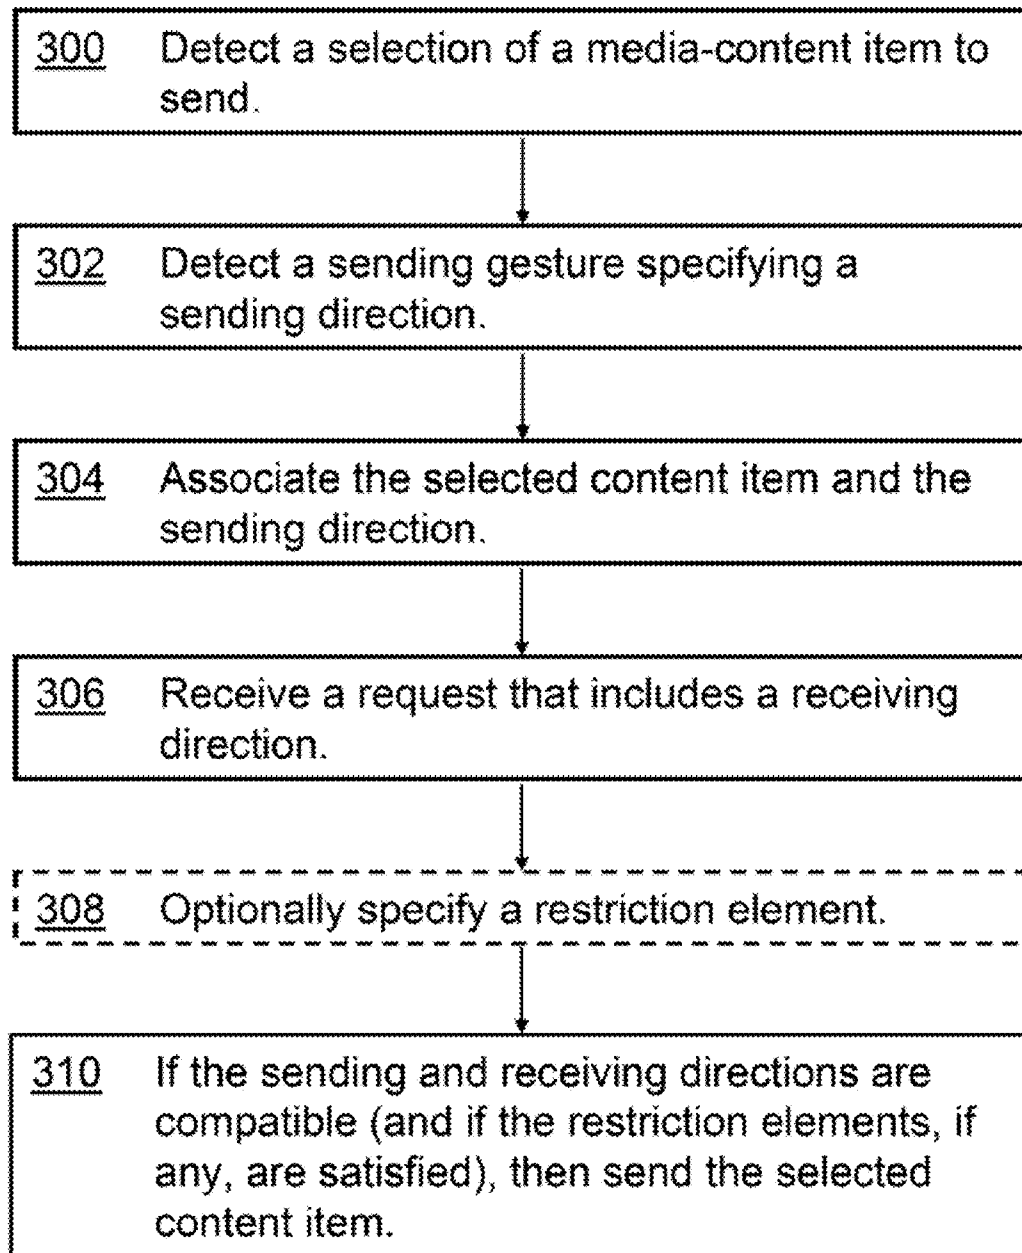 300 Detect a selection of a media-content item to
send.
302 Detect a sending gesture specifying a
sending direction.
304 Associate the selected content item and the
sending direction.
306 Receive a request that includes a receiving
direction.
308 Optionally specify a restriction element.
310 If the sending and receiving directions are
compatible (and if the restriction elements, if
any, are satisfied), then send the selected
content item.